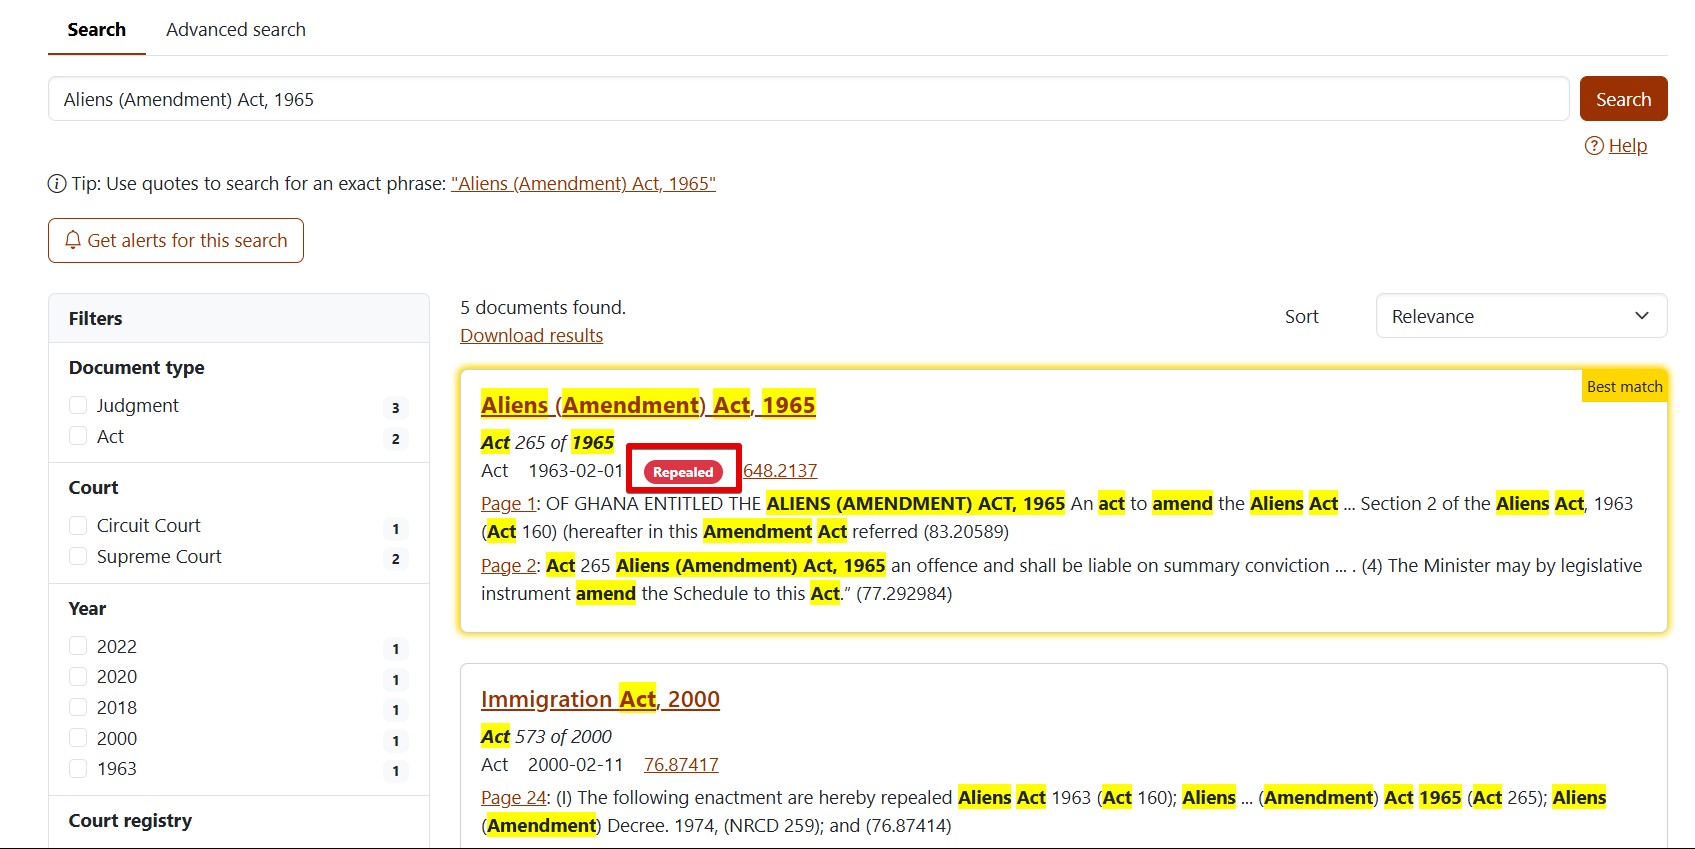 Search Advanced search
Aliens (Amendment) Act, 1965 Search
Help
Tip: Use quotes to search for an exact phrase: "Aliens (Amendment) Act, 1965"
Get alerts for this search
Filters
Document type
Judgment 3
Act 2
Court
Circuit Court 1
Supreme Court 2
Year
2022 1
2020 1
2018 1
2000 1
1963 1
Court registry
5 documents found.
Download results
Sort Relevance
Best match
Aliens (Amendment) Act, 1965
Act 265 of 1965
Act 1963-02-01 Repealed 648.2137
Page 1: OF GHANA ENTITLED THE ALIENS (AMENDMENT) ACT, 1965 An act to amend the Aliens Act ... Section 2 of the Aliens Act, 1963
(Act 160) (hereafter in this Amendment Act referred (83.20589)
Page 2: Act 265 Aliens (Amendment) Act, 1965 an offence and shall be liable on summary conviction ... . (4) The Minister may by legislative
instrument amend the Schedule to this Act.” (77.292984)
Immigration Act, 2000
Act 573 of 2000
Act 2000-02-11 76.87417
Page 24: (I) The following enactment are hereby repealed Aliens Act 1963 (Act 160); Aliens ... (Amendment) Act 1965 (Act 265); Aliens
(Amendment) Decree. 1974, (NRCD 259); and (76.87414)